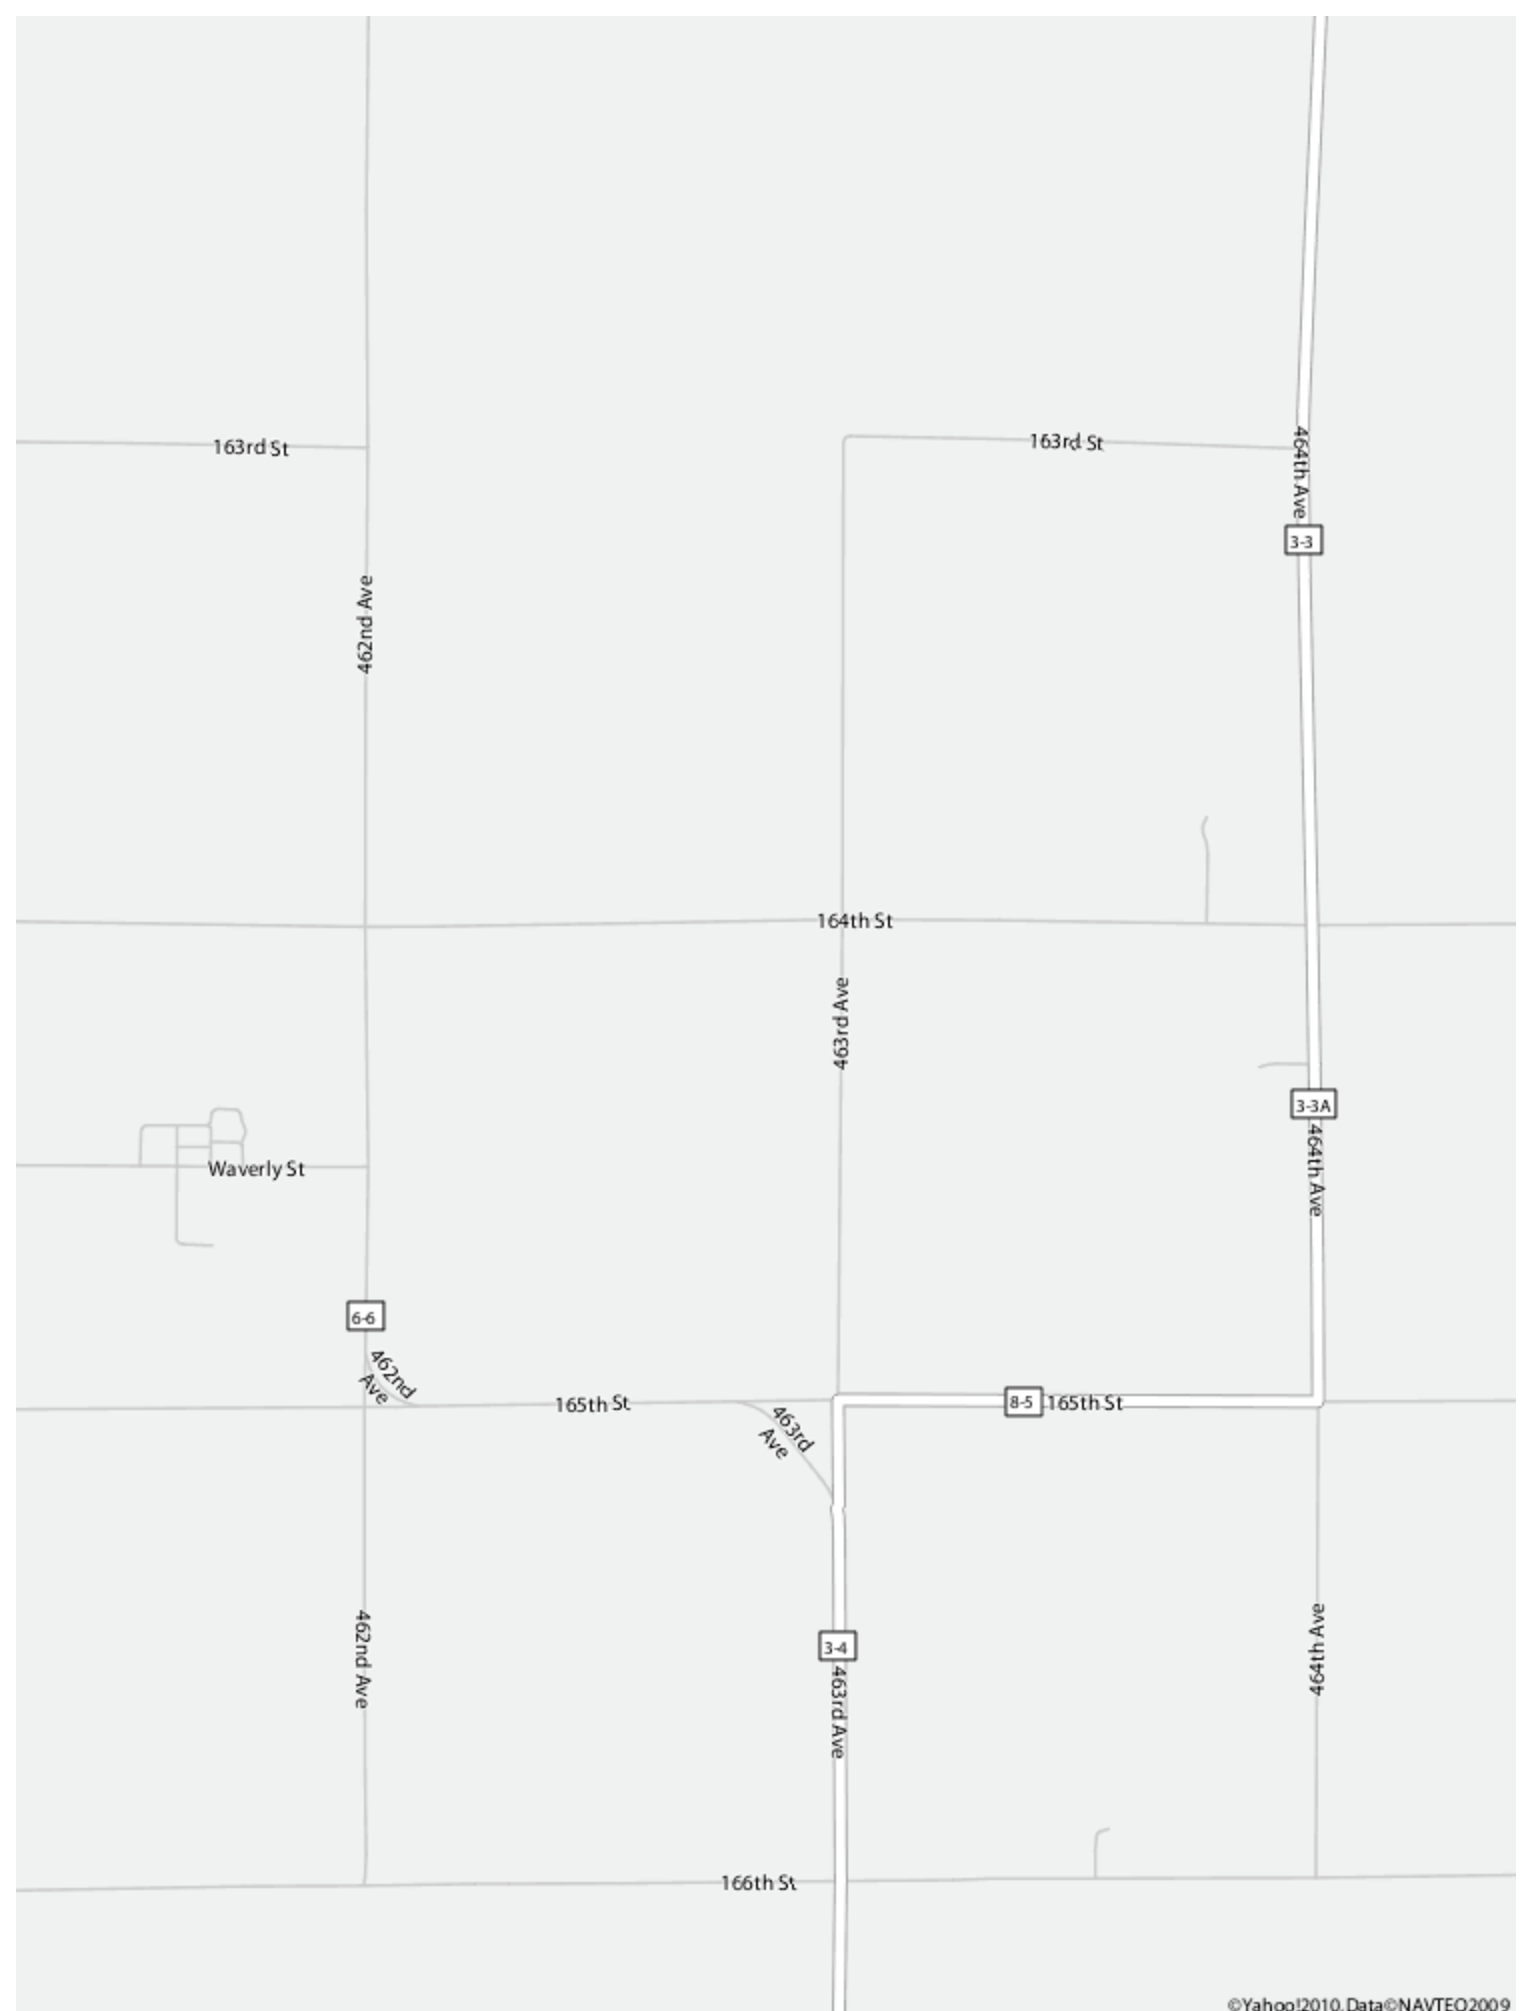 163rd St
163rd St
464th Ave
3-3
462nd Ave
164th St
463rd Ave
3-3A
464th Ave
Waverly St
6-6
462nd
Ave
165th St
8-5
165th St
463rd
Ave
462nd Ave
3-4
463rd Ave
464th Ave
166th St
©Yahoo!2010,Data©NAVTEQ2009